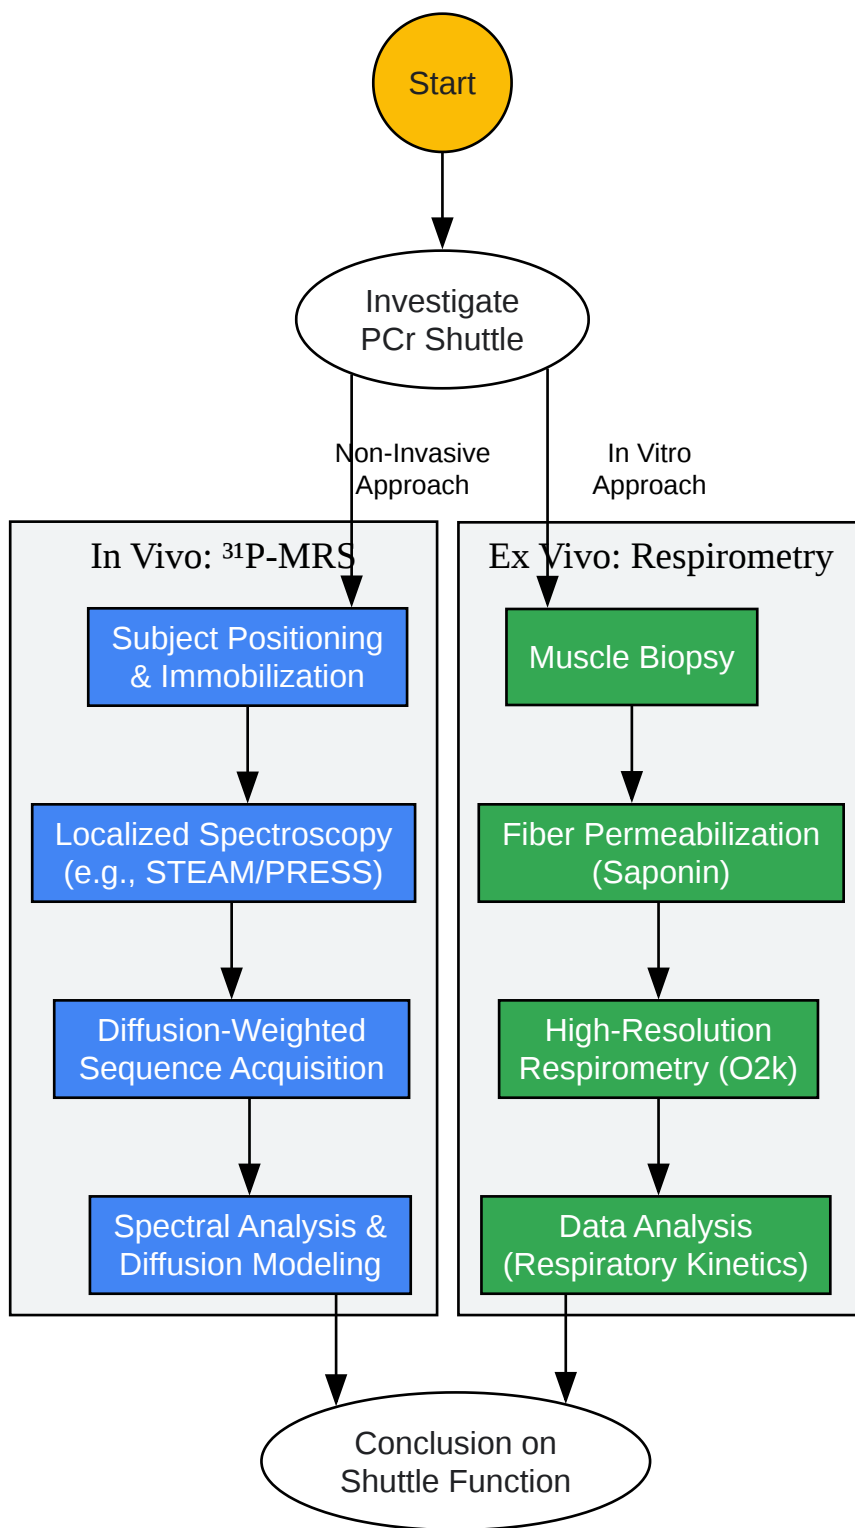 Start
Investigate
PCr Shuttle
Non-Invasive
Approach
In Vitro
Approach
In Vivo: ³¹P-MRS
Subject Positioning
& Immobilization
Localized Spectroscopy
(e.g., STEAM/PRESS)
Diffusion-Weighted
Sequence Acquisition
Spectral Analysis &
Diffusion Modeling
Ex Vivo: Respirometry
Muscle Biopsy
Fiber Permeabilization
(Saponin)
High-Resolution
Respirometry (O2k)
Data Analysis
(Respiratory Kinetics)
Conclusion on
Shuttle Function